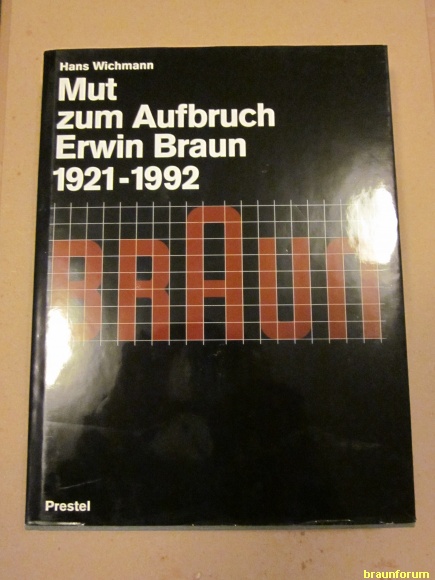 Hans Wichmann
Mut
zum Aufbruch
Erwin Braun
1921-1992
BRAUN
Prestel
braunforum